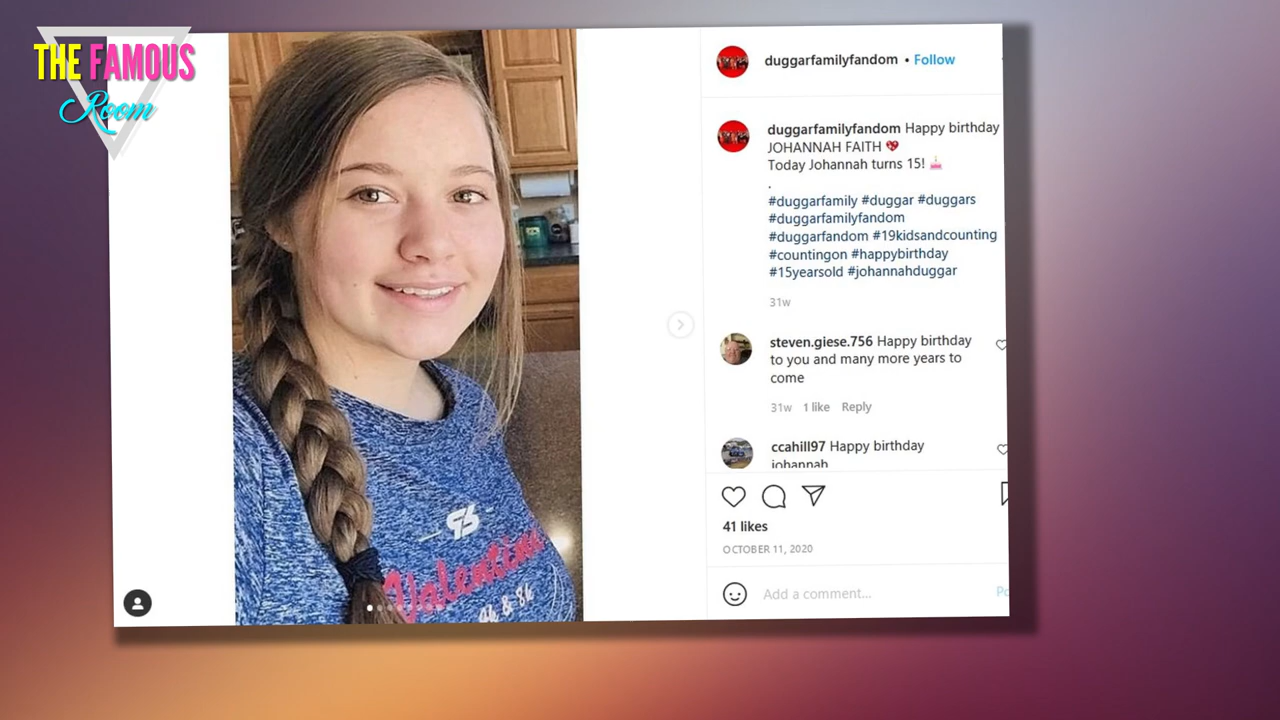 THE FAMOUS
Room
duggarfamilyfandom • Follow
duggarfamilyfandom Happy birthday
JOHANNAH FAITH 💖
Today Johannah turns 15! 🎂
.
#duggarfamily #duggar #duggars
#duggarfamilyfandom
#duggarfandom #19kidsandcounting
#countingon #happybirthday
#15yearsold #johannahduggar
31w
steven.giese.756 Happy birthday
to you and many more years to
come
31w 1 like Reply
ccahill97 Happy birthday
johannah
41 likes
OCTOBER 11, 2020
Add a comment...
Valentine